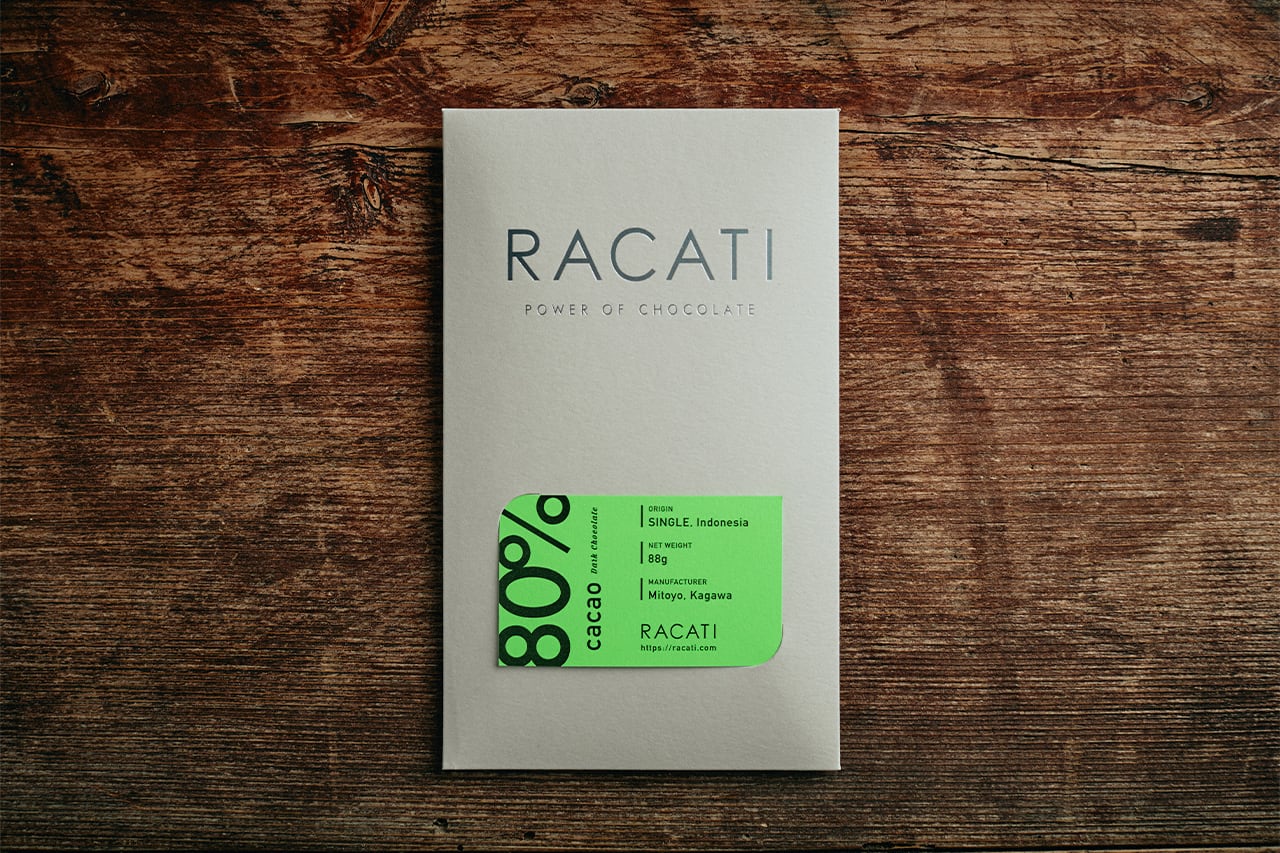 RACATI
POWER OF CHOCOLATE
80%
cacao Dark Chocolate
ORIGIN
SINGLE, Indonesia
NET WEIGHT
88g
MANUFACTURER
Mitoyo, Kagawa
RACATI
https://racati.com